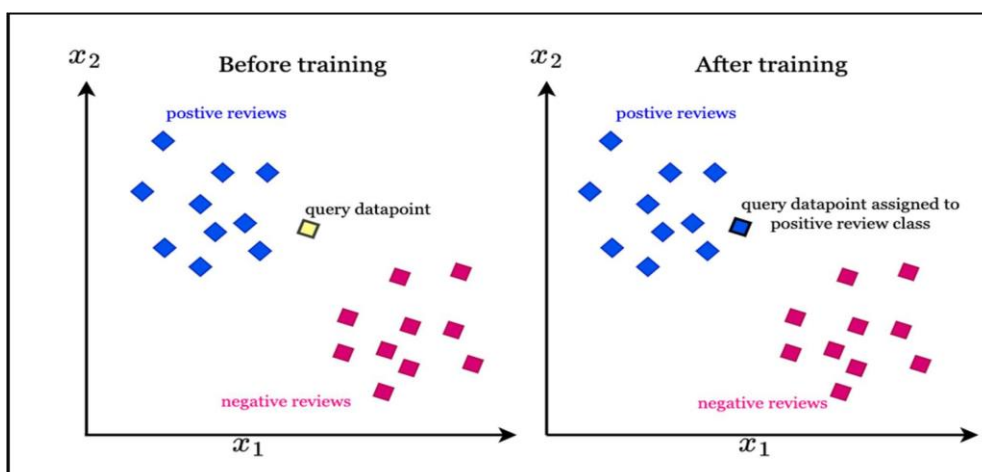 x₂
Before training
postive reviews
query datapoint
negative reviews
x₁
x₂
After training
postive reviews
query datapoint assigned to
positive review class
negative reviews
x₁